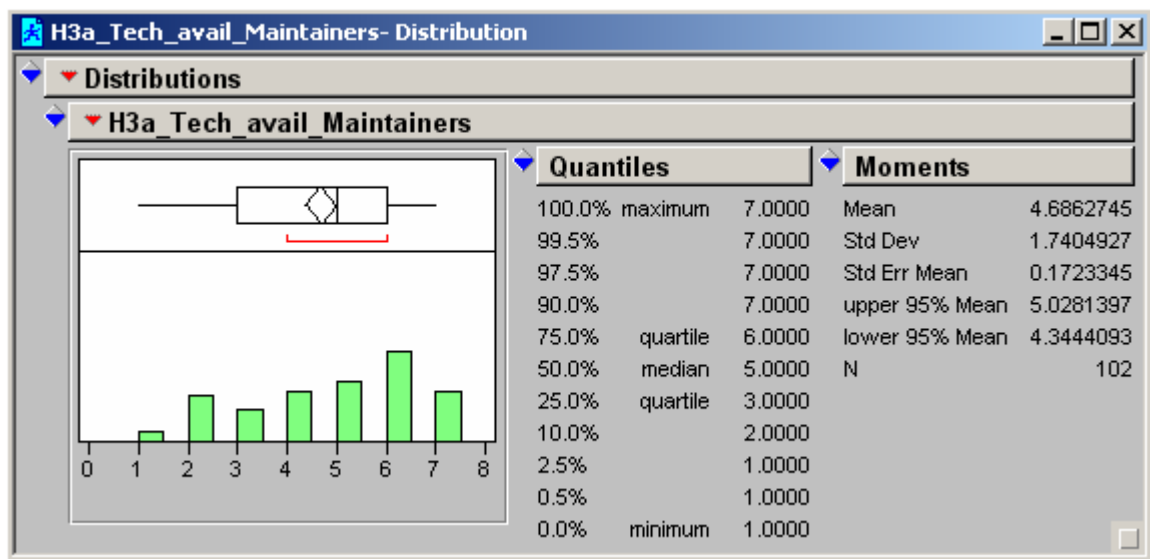 H3a_Tech_avail_Maintainers- Distribution
Distributions
H3a_Tech_avail_Maintainers
0 1 2 3 4 5 6 7 8
Quantiles
100.0% maximum 7.0000
99.5% 7.0000
97.5% 7.0000
90.0% 7.0000
75.0% quartile 6.0000
50.0% median 5.0000
25.0% quartile 3.0000
10.0% 2.0000
2.5% 1.0000
0.5% 1.0000
0.0% minimum 1.0000
Moments
Mean 4.6862745
Std Dev 1.7404927
Std Err Mean 0.1723345
upper 95% Mean 5.0281397
lower 95% Mean 4.3444093
N 102